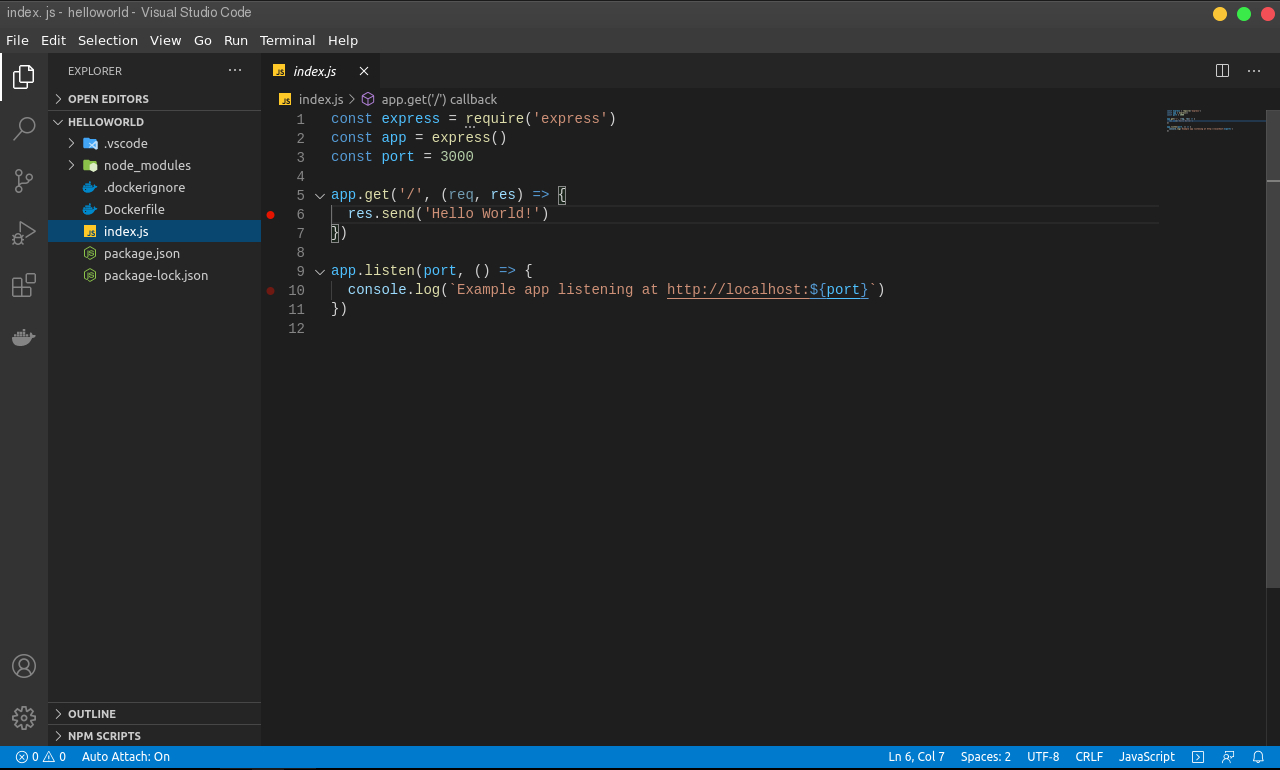 index. js - helloworld - Visual Studio Code
File Edit Selection View Go Run Terminal Help
EXPLORER
OPEN EDITORS
HELLOWORLD
.vscode
node_modules
.dockerignore
Dockerfile
index.js
package.json
package-lock.json
OUTLINE
NPM SCRIPTS
index.js
index.js > app.get('/') callback
1 const express = require('express')
2 const app = express()
3 const port = 3000
4
5 app.get('/', (req, res) => {
6 res.send('Hello World!')
7 })
8
9 app.listen(port, () => {
10 console.log(`Example app listening at http://localhost:${port}`)
11 })
12
0 0 Auto Attach: On Ln 6, Col 7 Spaces: 2 UTF-8 CRLF JavaScript